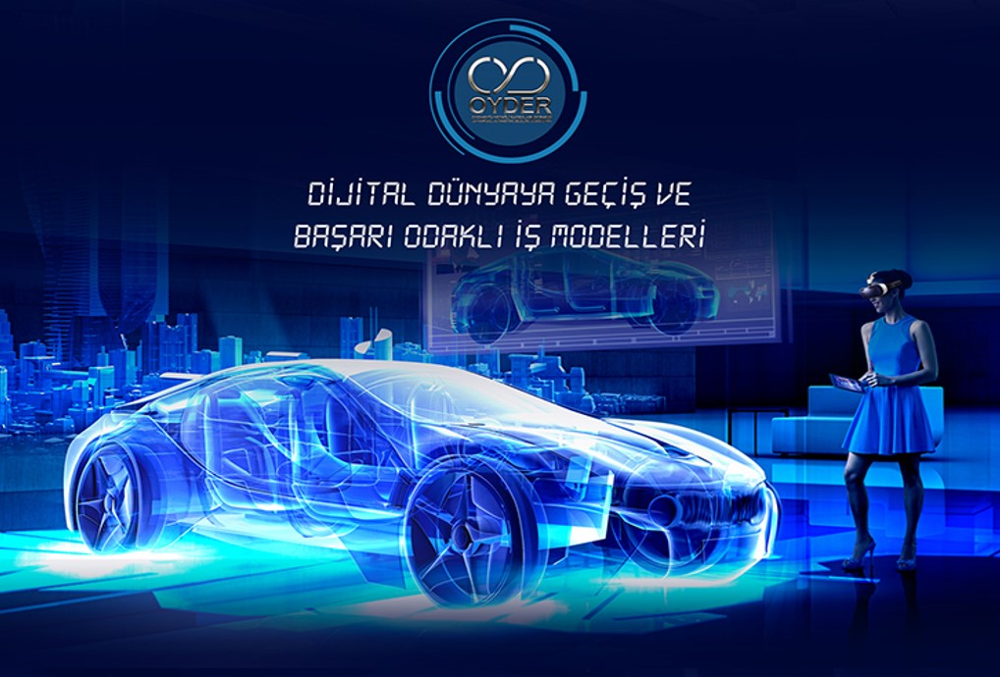 OYDER
DİJİTAL DÜNYAYA GEÇİŞ VE
BAŞARI ODAKLI İŞ MODELLERİ